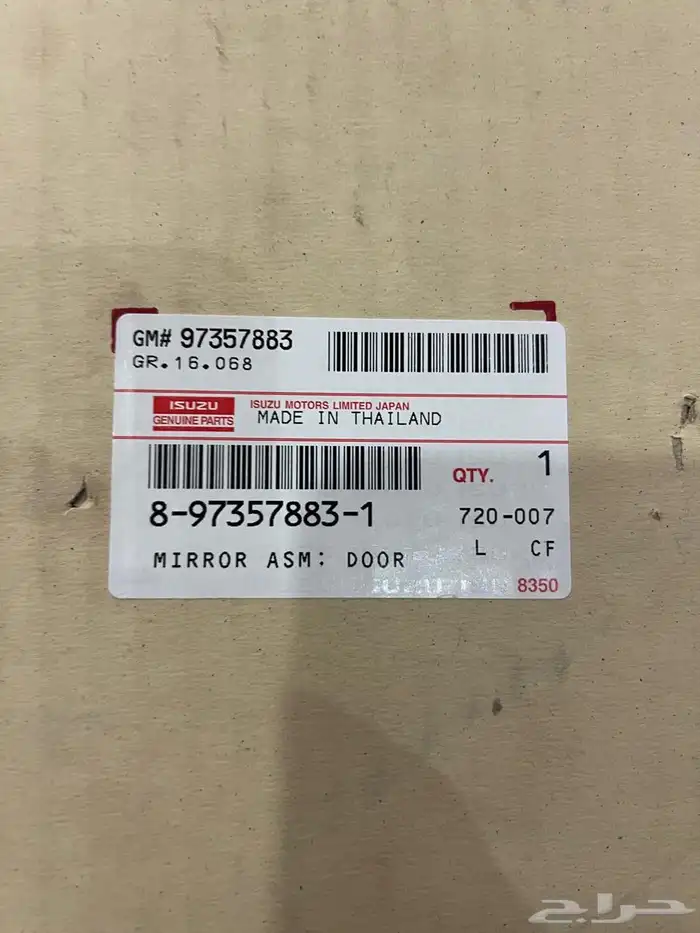 GM# 97357883
GR.16.068
ISUZU
GENUINE PARTS
ISUZU MOTORS LIMITED JAPAN
MADE IN THAILAND
QTY. 1
8-97357883-1
720-007
MIRROR ASM: DOOR
L CF
8350
حراج